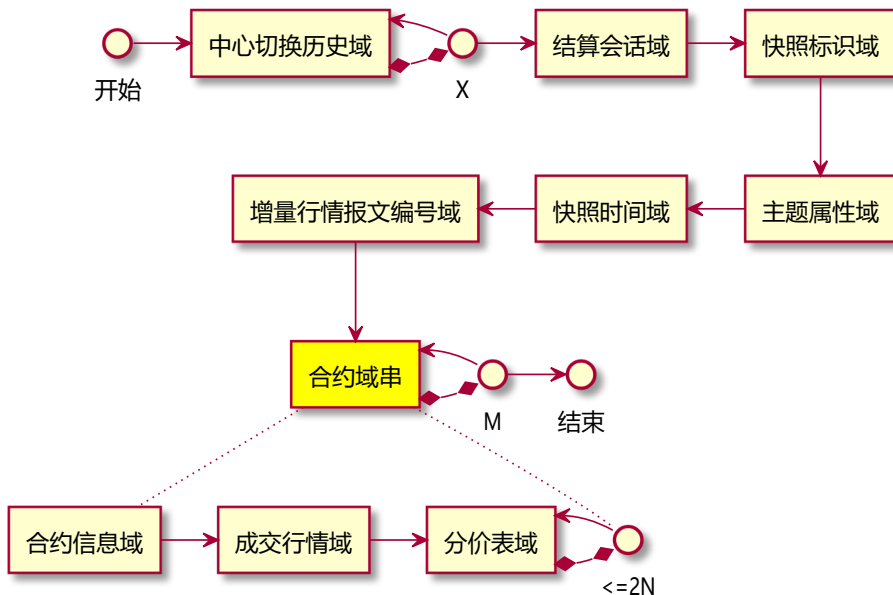 中心切换历史域
结算会话域
快照标识域
开始
X
增量行情报文编号域
快照时间域
主题属性域
合约域串
M
结束
合约信息域
成交行情域
分价表域
<=2N